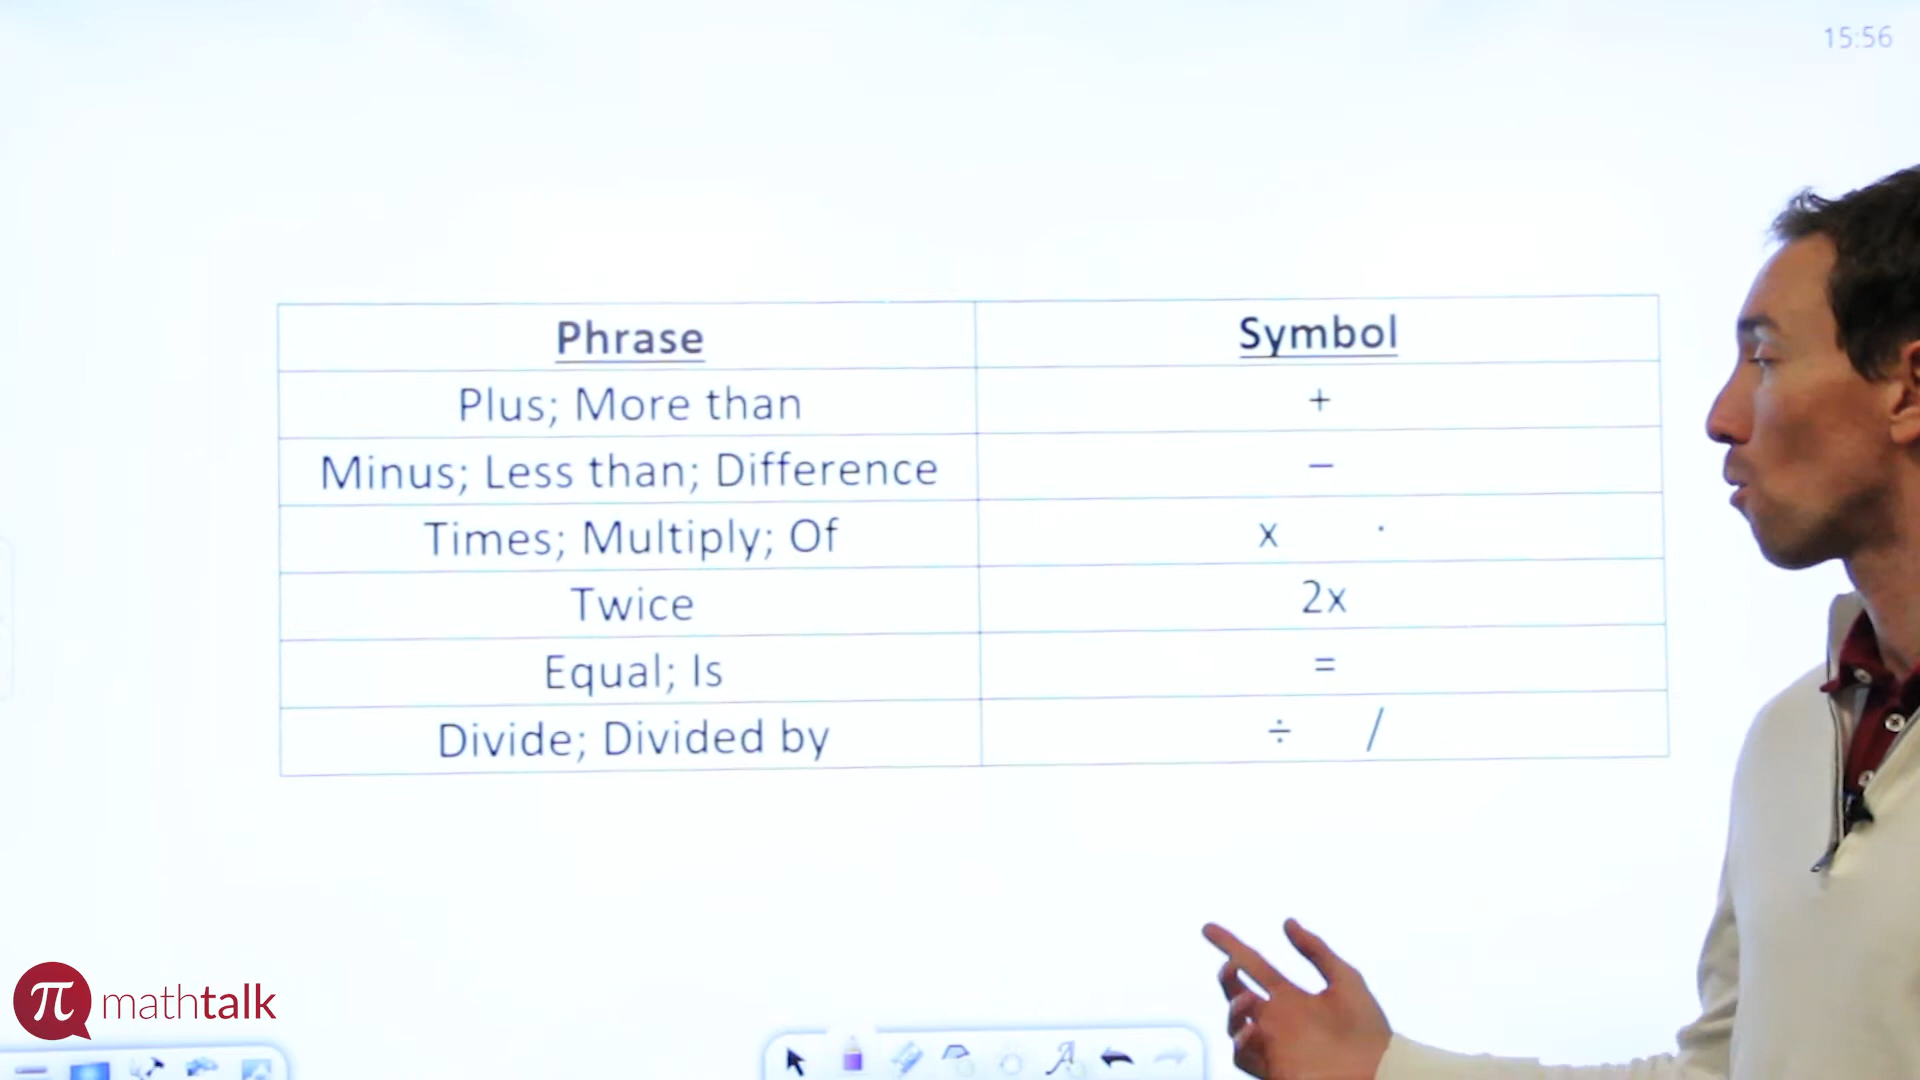 15:56
Phrase Symbol
Plus; More than +
Minus; Less than; Difference –
Times; Multiply; Of x ·
Twice 2x
Equal; Is =
Divide; Divided by ÷ /
π mathtalk